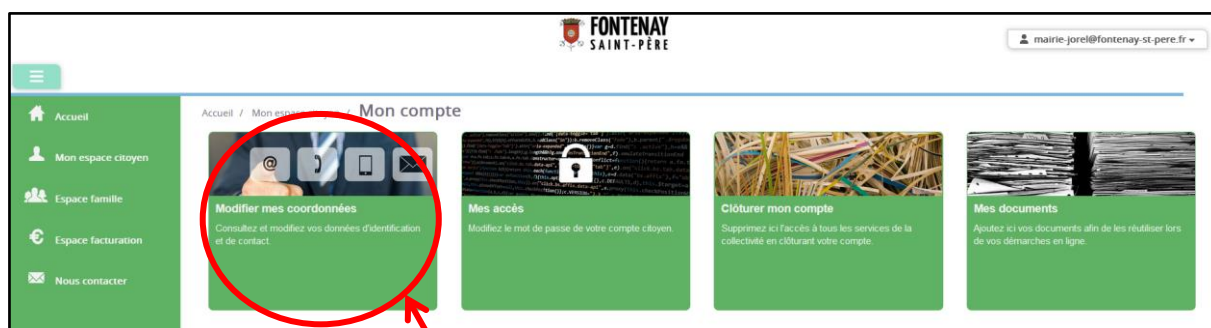 FONTENAY
SAINT-PÈRE
mairie-jorel@fontenay-st-pere.fr
Accueil / Mon espace / Mon compte
Accueil
Mon espace citoyen
Espace famille
Espace facturation
Nous contacter
@
Modifier mes coordonnées
Consultez et modifiez vos données d'identification
et de contact.
Mes accès
Modifiez le mot de passe de votre compte citoyen.
Clôturer mon compte
Supprimez ici l'accès à tous les services de la
collectivité en clôturant votre compte.
Mes documents
Ajoutez ici vos documents afin de les réutiliser lors
de vos démarches en ligne.